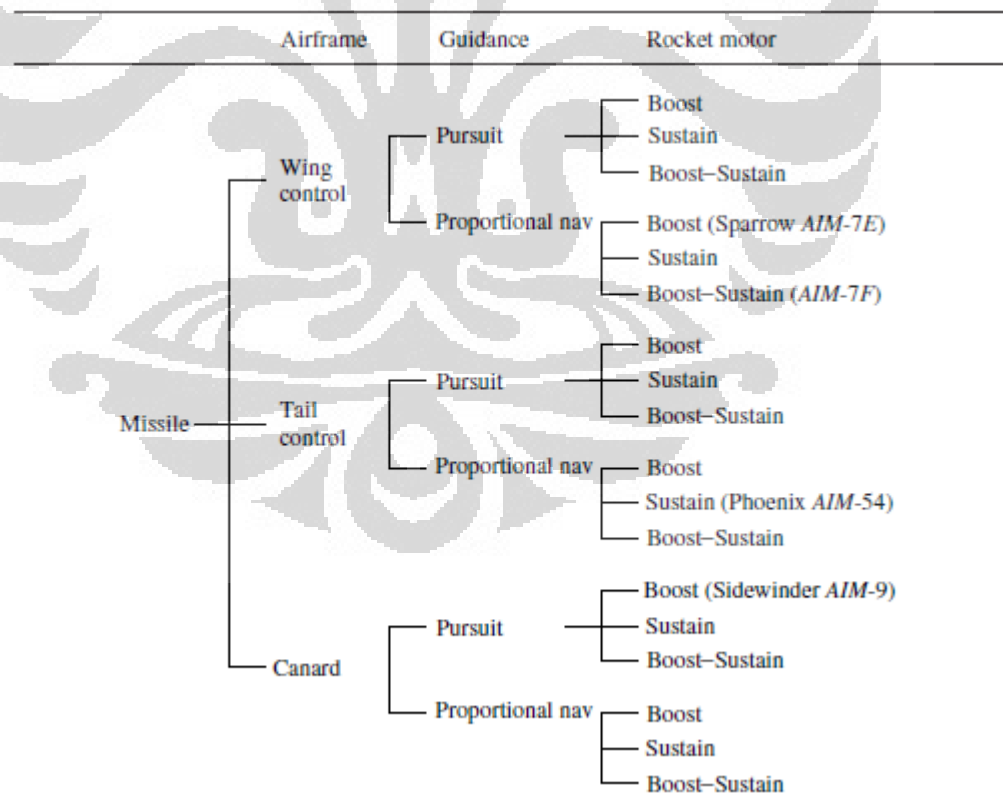 Airframe Guidance Rocket motor
Boost
Pursuit Sustain
Wing
control
Boost–Sustain
Proportional nav Boost (Sparrow AIM-7E)
Sustain
Boost–Sustain (AIM-7F)
Boost
Pursuit Sustain
Missile
Tail
control
Boost–Sustain
Proportional nav Boost
Sustain (Phoenix AIM-54)
Boost–Sustain
Boost (Sidewinder AIM-9)
Pursuit Sustain
Canard Boost–Sustain
Proportional nav Boost
Sustain
Boost–Sustain